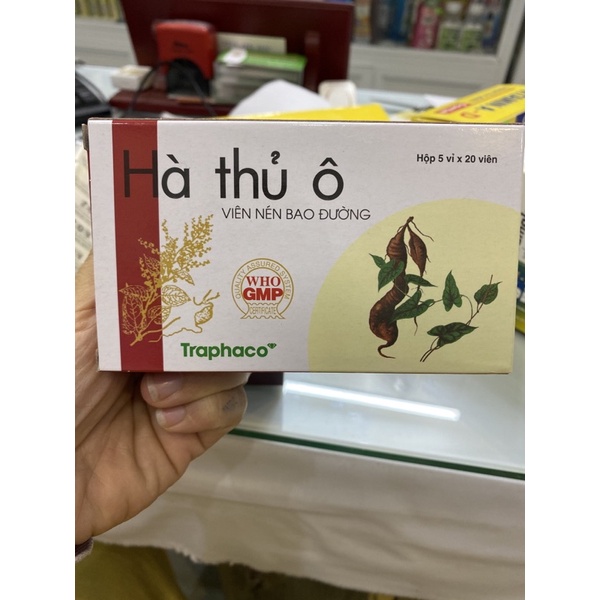 Hà thủ ô
Hộp 5 vỉ x 20 viên
VIÊN NÉN BAO ĐƯỜNG
QUALITY ASSURED SYSTEM
WHO
GMP
CERTIFICATE
Traphaco